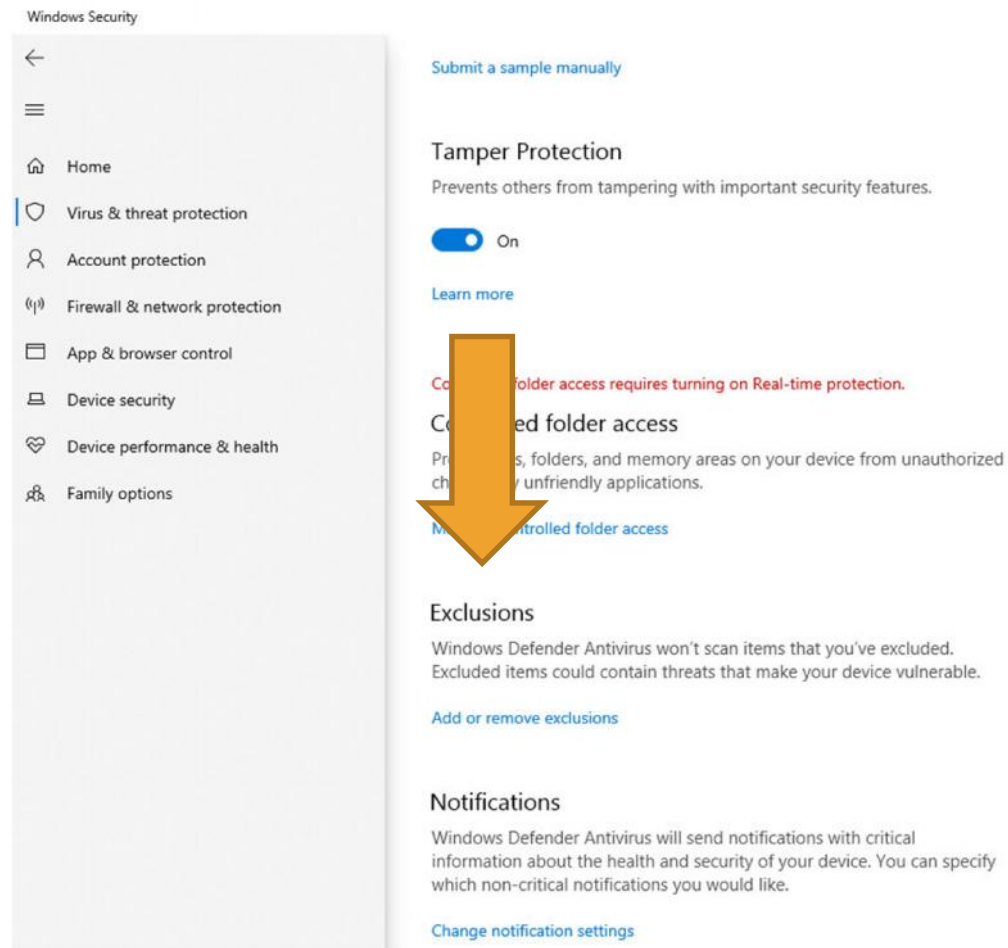 Windows Security
Home
Virus & threat protection
Account protection
Firewall & network protection
App & browser control
Device security
Device performance & health
Family options
Submit a sample manually
Tamper Protection
Prevents others from tampering with important security features.
On
Learn more
folder access requires turning on Real-time protection.
folder access
folders, and memory areas on your device from unauthorized
unfriendly applications.
folder access
Exclusions
Windows Defender Antivirus won't scan items that you've excluded.
Excluded items could contain threats that make your device vulnerable.
Add or remove exclusions
Notifications
Windows Defender Antivirus will send notifications with critical
information about the health and security of your device. You can specify
which non-critical notifications you would like.
Change notification settings